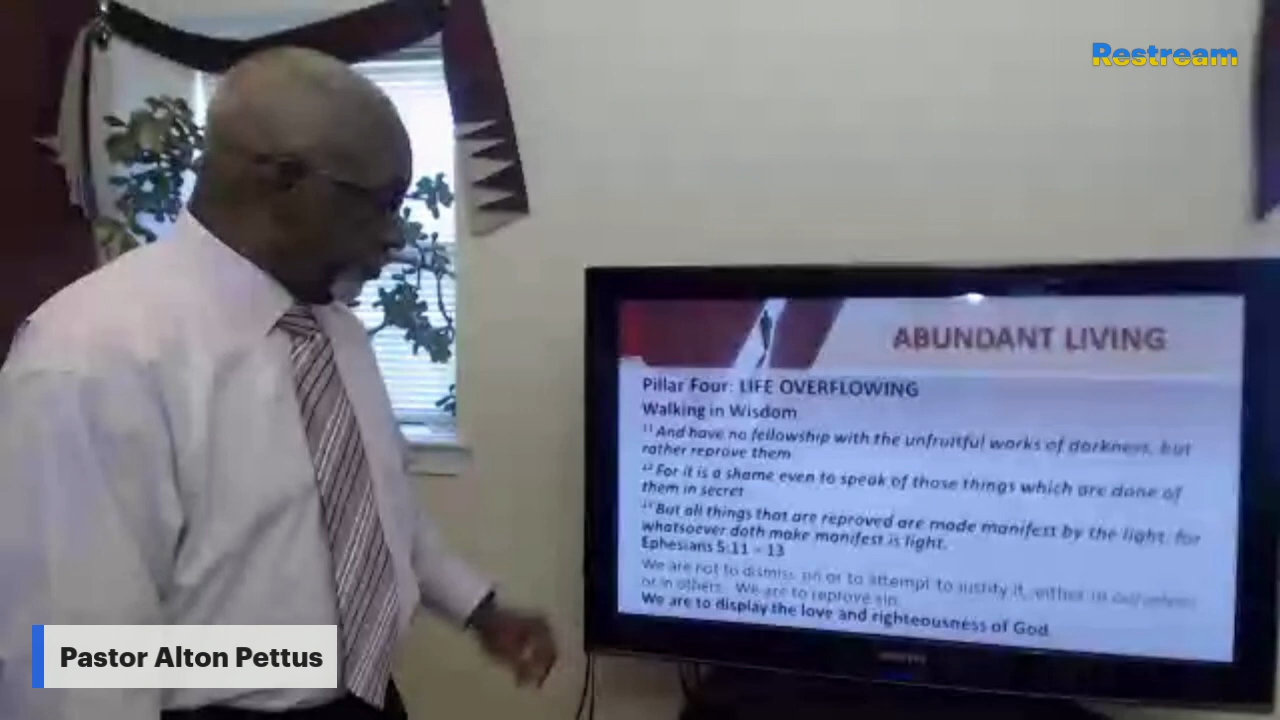 Restream
ABUNDANT LIVING
Pillar Four: LIFE OVERFLOWING
Walking in Wisdom
11 And have no fellowship with the unfruitful works of darkness, but
rather reprove them
12 For it is a shame even to speak of those things which are done of
them in secret
13 But all things that are reproved are made manifest by the light: for
whatsoever doth make manifest is light.
Ephesians 5:11 – 13
We are not to dismiss sin or to attempt to justify it, either in ourselves
or in others. We are to reprove sin.
We are to display the love and righteousness of God.
Pastor Alton Pettus